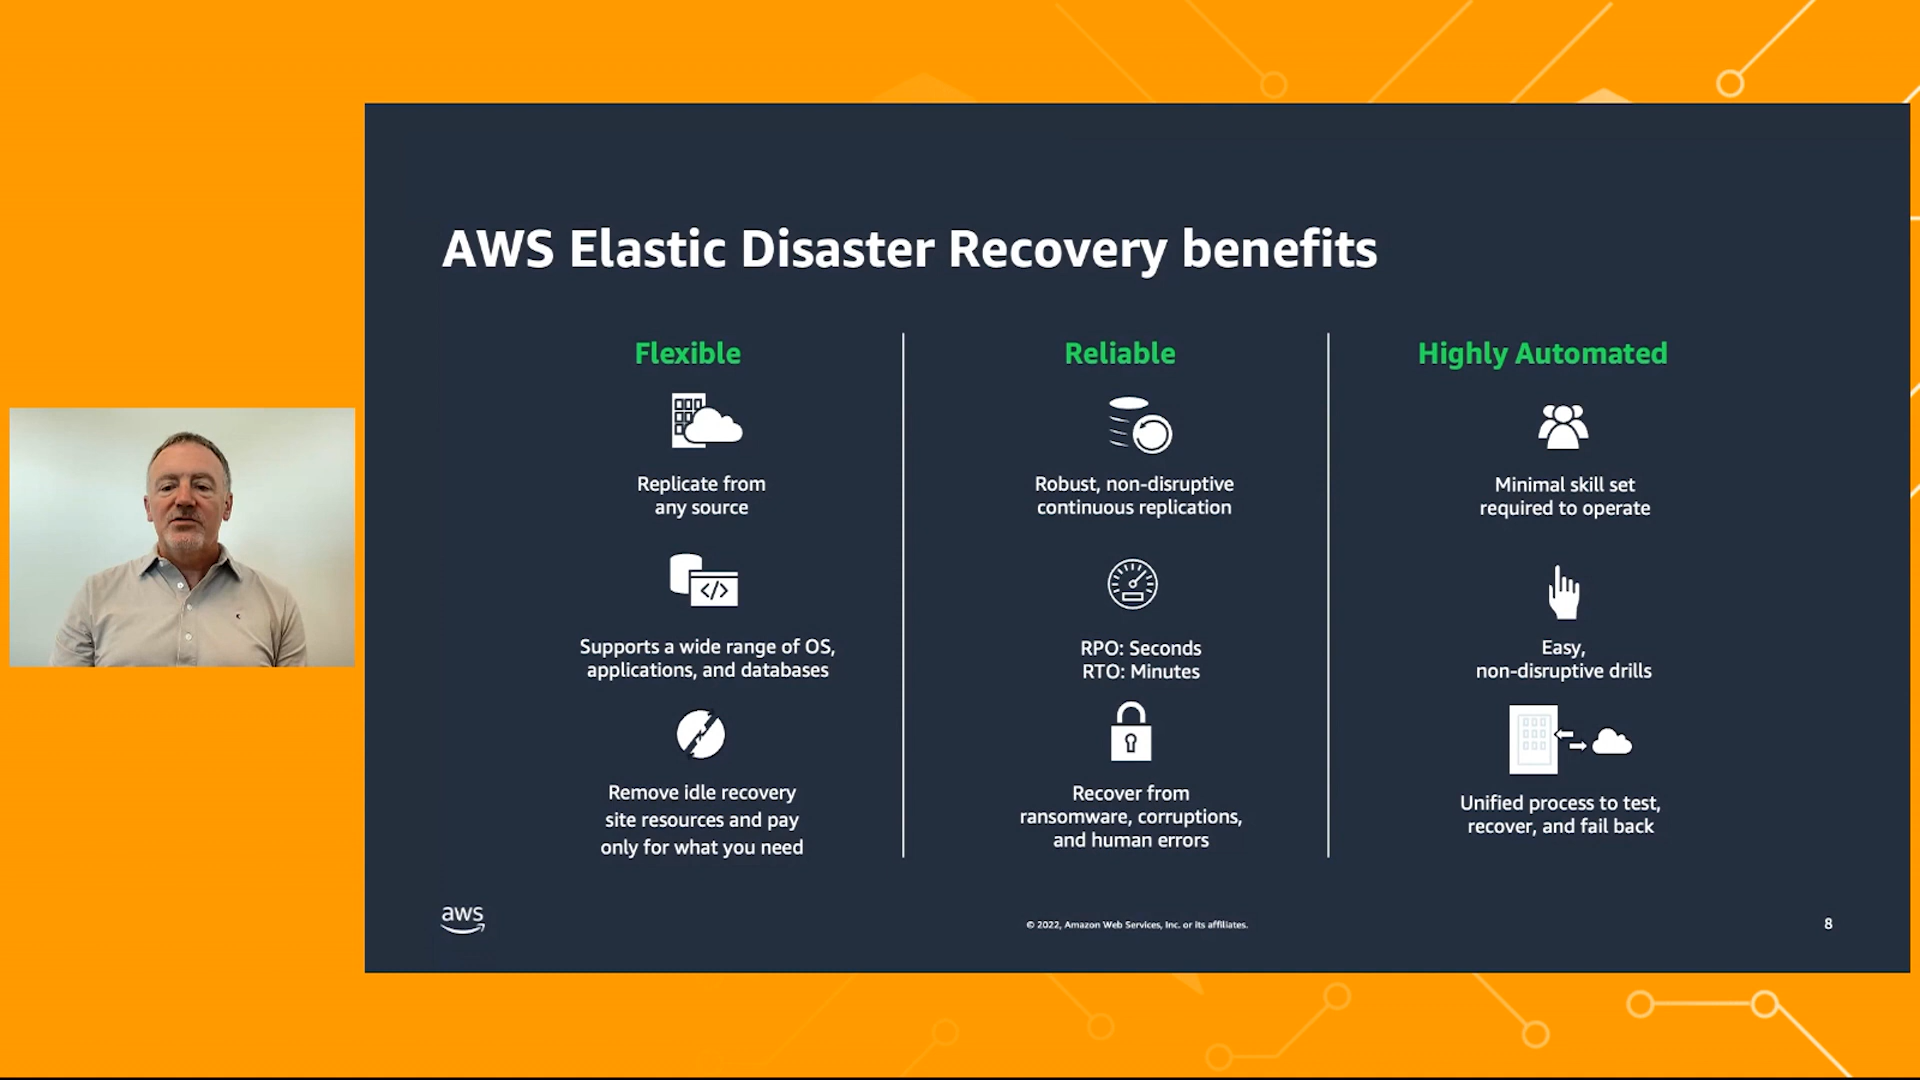 AWS Elastic Disaster Recovery benefits
Flexible
Replicate from
any source
</>
Supports a wide range of OS,
applications, and databases
Remove idle recovery
site resources and pay
only for what you need
Reliable
Robust, non-disruptive
continuous replication
RPO: Seconds
RTO: Minutes
Recover from
ransomware, corruptions,
and human errors
Highly Automated
Minimal skill set
required to operate
Easy,
non-disruptive drills
Unified process to test,
recover, and fail back
aws
© 2022, Amazon Web Services, Inc. or its affiliates.
8